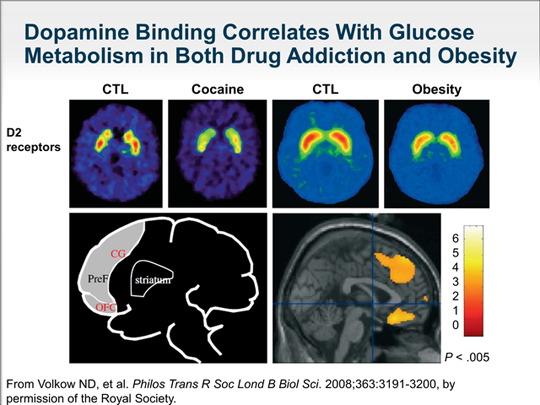 Dopamine Binding Correlates With Glucose
Metabolism in Both Drug Addiction and Obesity
CTL Cocaine CTL Obesity
D2
receptors
CG
PreF
striatum
OFC
6
5
4
3
2
1
0
P < .005
From Volkow ND, et al. Philos Trans R Soc Lond B Biol Sci. 2008;363:3191-3200, by
permission of the Royal Society.